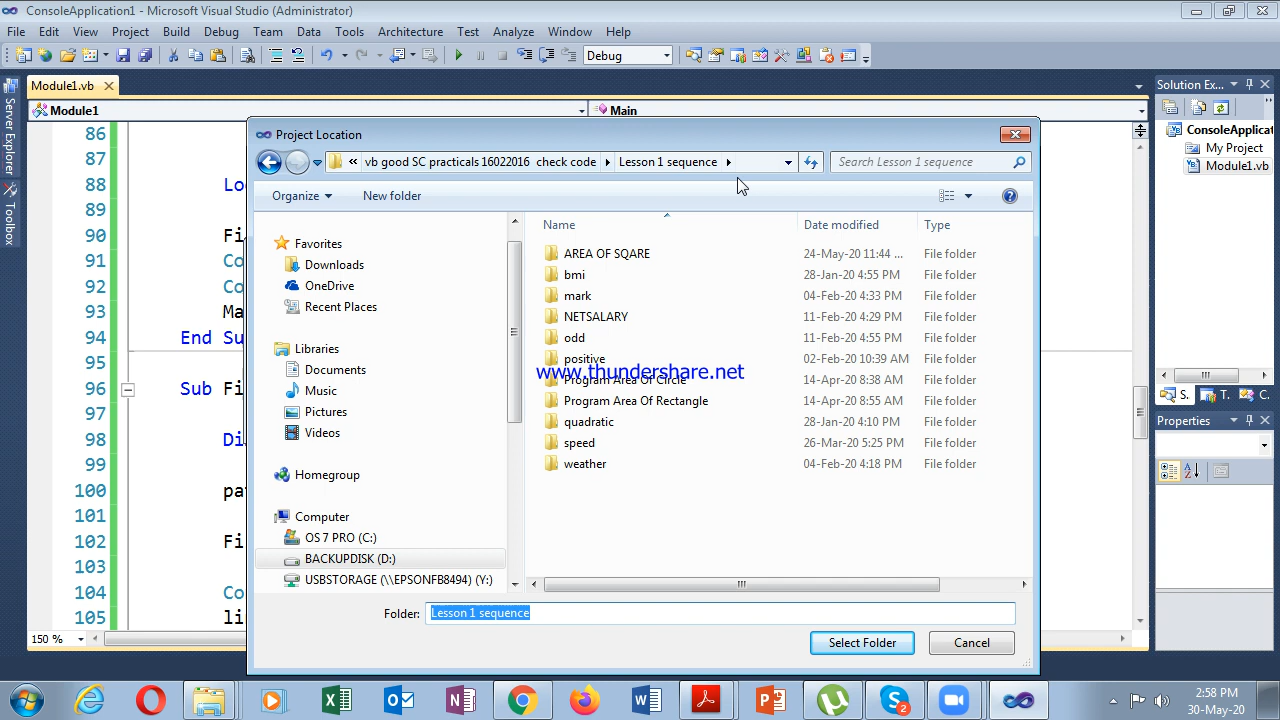 ConsoleApplication1 - Microsoft Visual Studio (Administrator)
File Edit View Project Build Debug Team Data Tools Architecture Test Analyze Window Help
Debug
Module1.vb
Solution Ex...
Module1
Main
Server Explorer
Toolbox
86
87
88 Lo
89
90 Fi
91 Co
92 Co
93 Ma
94 End Su
95
96 Sub Fi
97
98 Di
99
100 pa
101
102 Fi
103
104 Co
105 li
150 %
Project Location
« vb good SC practicals 16022016 check code Lesson 1 sequence
Search Lesson 1 sequence
Organize New folder
Favorites
Downloads
OneDrive
Recent Places
Libraries
Documents
Music
Pictures
Videos
Homegroup
Computer
OS 7 PRO (C:)
BACKUPDISK (D:)
USBSTORAGE (\\EPSONFB8494) (Y:)
Name Date modified Type
AREA OF SQARE 24-May-20 11:44 ... File folder
bmi 28-Jan-20 4:55 PM File folder
mark 04-Feb-20 4:33 PM File folder
NETSALARY 11-Feb-20 4:29 PM File folder
odd 11-Feb-20 4:55 PM File folder
positive 02-Feb-20 10:39 AM File folder
www.thundershare.net
Program Area Of Circle 14-Apr-20 8:38 AM File folder
Program Area Of Rectangle 14-Apr-20 8:55 AM File folder
quadratic 28-Jan-20 4:10 PM File folder
speed 26-Mar-20 5:25 PM File folder
weather 04-Feb-20 4:18 PM File folder
Folder: Lesson 1 sequence
Select Folder Cancel
ConsoleApplicat
My Project
Module1.vb
S. T. C.
Properties
2:58 PM
30-May-20